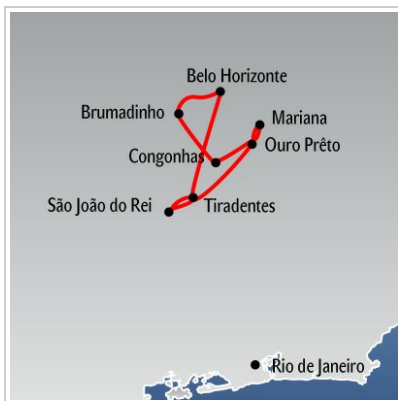 Belo Horizonte
Brumadinho
Mariana
Ouro Prêto
Congonhas
São João do Rei
Tiradentes
Rio de Janeiro